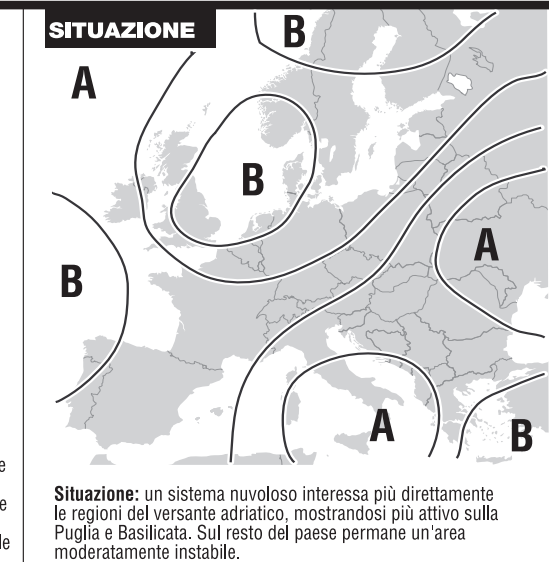 SITUAZIONE
B
A
B
A
B
A
B
e
e
le
Situazione: un sistema nuvoloso interessa più direttamente
le regioni del versante adriatico, mostrandosi più attivo sulla
Puglia e Basilicata. Sul resto del paese permane un'area
moderatamente instabile.